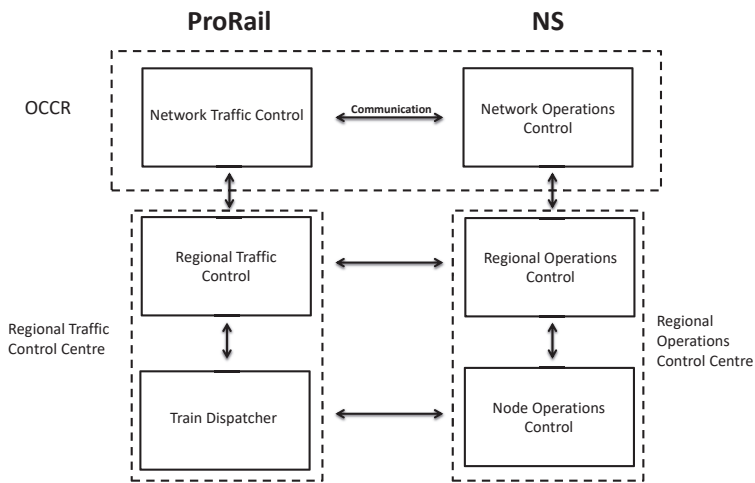 ProRail
NS
OCCR
Network Traffic Control
Communication
Network Operations
Control
Regional Traffic
Control
Regional Operations
Control
Regional Traffic
Control Centre
Regional
Operations
Control Centre
Train Dispatcher
Node Operations
Control